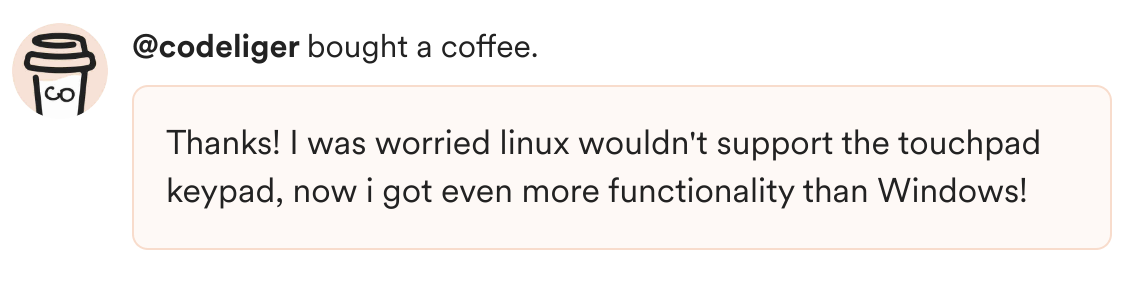 @codeliger bought a coffee.
Thanks! I was worried linux wouldn't support the touchpad
keypad, now i got even more functionality than Windows!